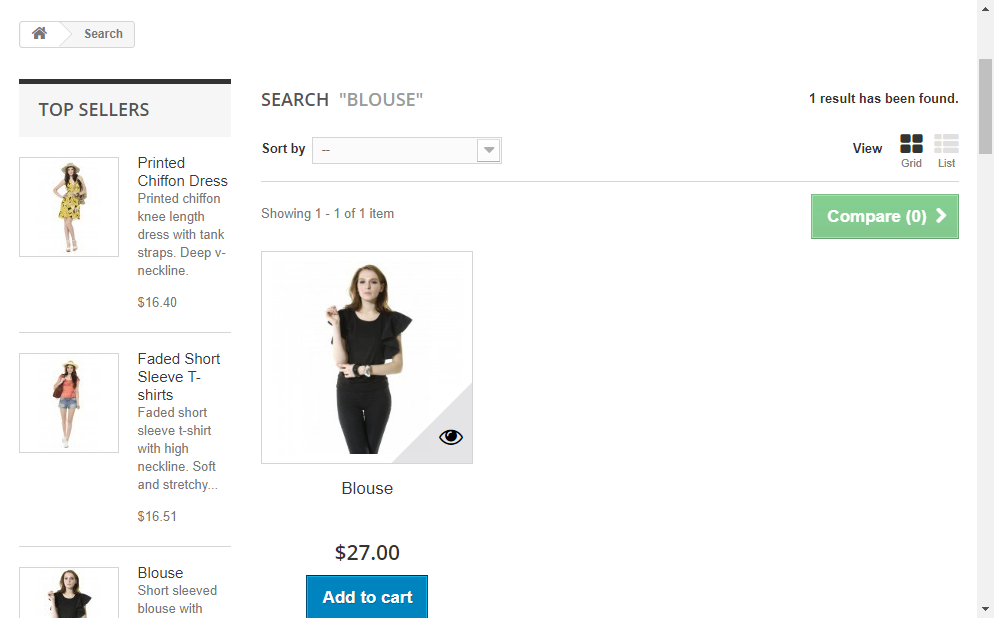 Search
TOP SELLERS
Printed
Chiffon Dress
Printed chiffon
knee length
dress with tank
straps. Deep v-
neckline.
$16.40
Faded Short
Sleeve T-
shirts
Faded short
sleeve t-shirt
with high
neckline. Soft
and stretchy...
$16.51
Blouse
Short sleeved
blouse with
SEARCH "BLOUSE"
1 result has been found.
Sort by --
View
Grid
List
Showing 1 - 1 of 1 item
Compare (0)
Blouse
$27.00
Add to cart